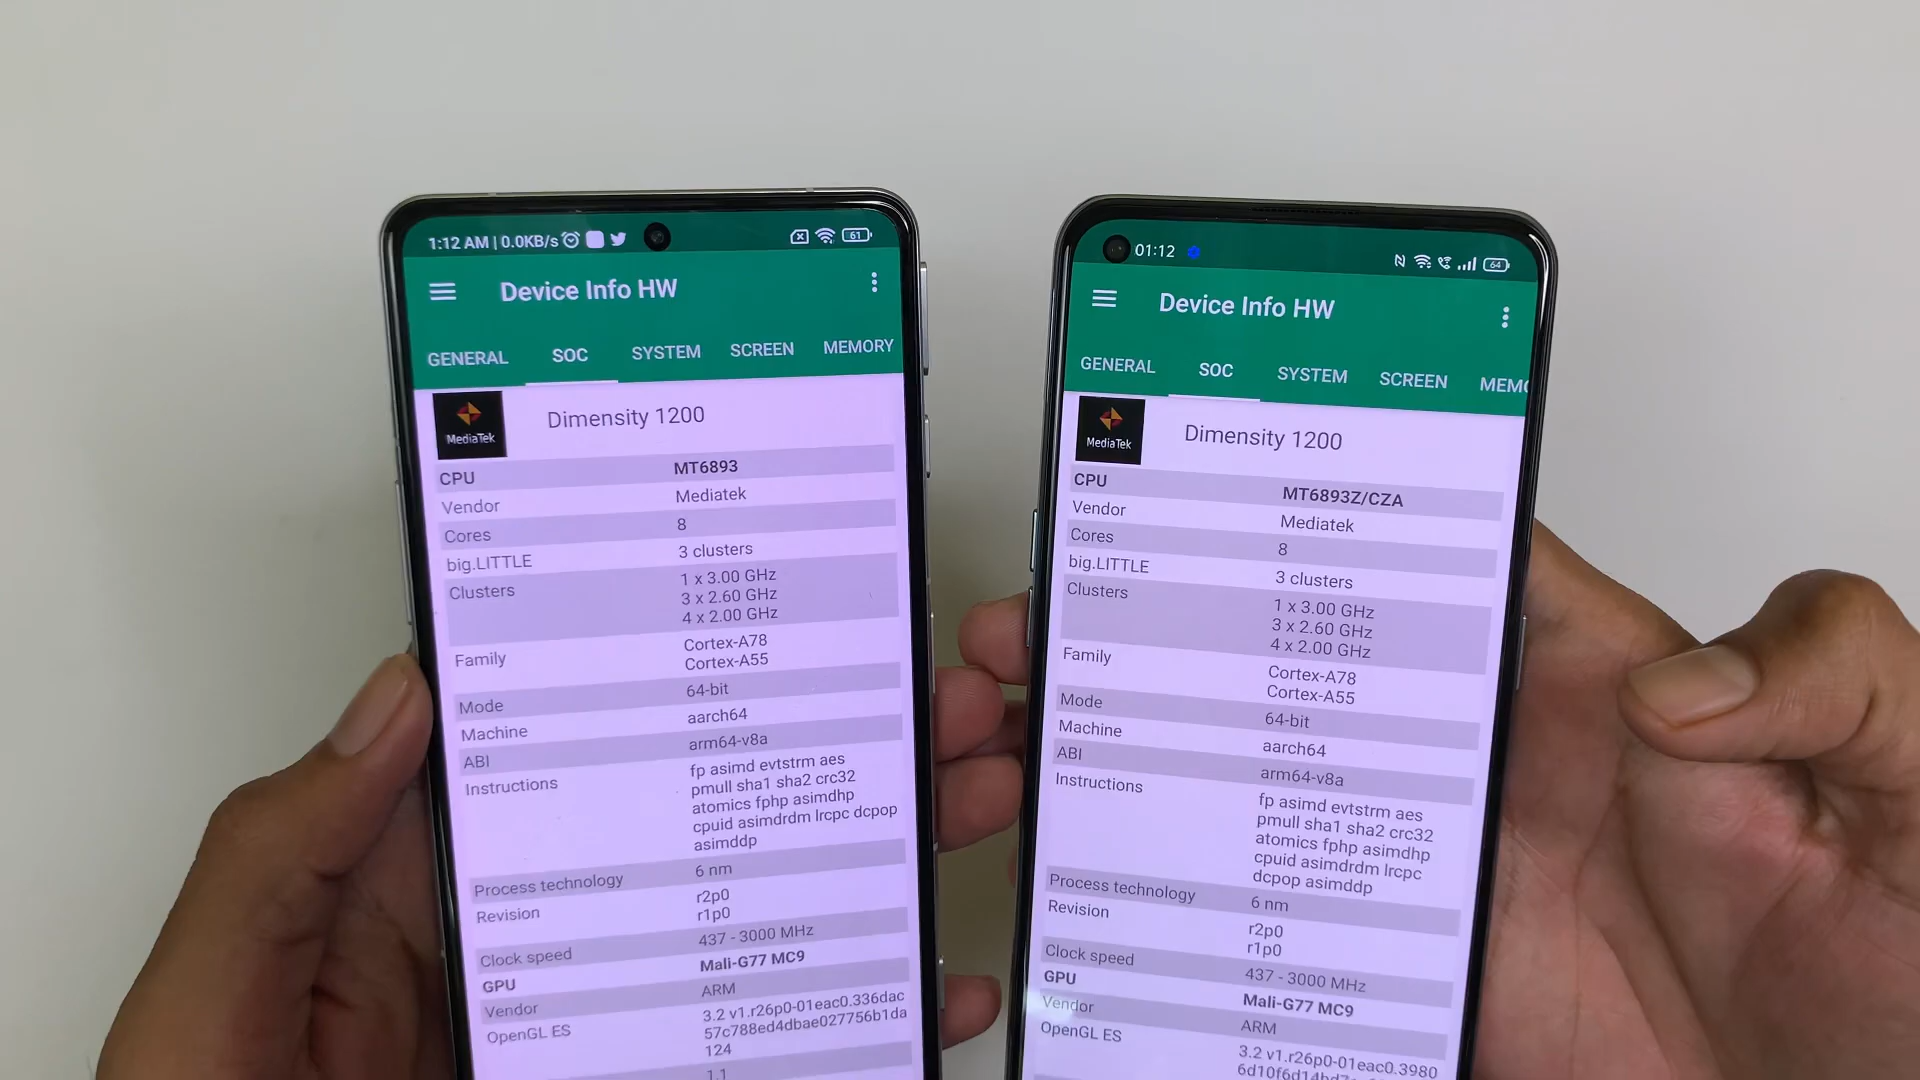 1:12 AM | 0.0KB/s
61
Device Info HW
GENERAL SOC SYSTEM SCREEN MEMORY
MediaTek
Dimensity 1200
CPU MT6893
Vendor Mediatek
Cores 8
big.LITTLE 3 clusters
Clusters 1 x 3.00 GHz
3 x 2.60 GHz
4 x 2.00 GHz
Family Cortex-A78
Cortex-A55
Mode 64-bit
Machine aarch64
ABI arm64-v8a
Instructions fp asimd evtstrm aes
pmull sha1 sha2 crc32
atomics fphp asimdhp
cpuid asimdrdm lrcpc dcpop
asimddp
Process technology 6 nm
Revision r2p0
r1p0
Clock speed 437 - 3000 MHz
GPU Mali-G77 MC9
Vendor ARM
OpenGL ES 3.2 v1.r26p0-01eac0.336dac
57c788ed4dbae027756b1da
124
1.1
01:12
64
Device Info HW
GENERAL SOC SYSTEM SCREEN MEMO
MediaTek
Dimensity 1200
CPU MT6893Z/CZA
Vendor Mediatek
Cores 8
big.LITTLE 3 clusters
Clusters 1 x 3.00 GHz
3 x 2.60 GHz
4 x 2.00 GHz
Family Cortex-A78
Cortex-A55
Mode 64-bit
Machine aarch64
ABI arm64-v8a
Instructions fp asimd evtstrm aes
pmull sha1 sha2 crc32
atomics fphp asimdhp
cpuid asimdrdm lrcpc
dcpop asimddp
Process technology 6 nm
Revision r2p0
r1p0
Clock speed 437 - 3000 MHz
GPU Mali-G77 MC9
Vendor ARM
OpenGL ES 3.2 v1.r26p0-01eac0.3980